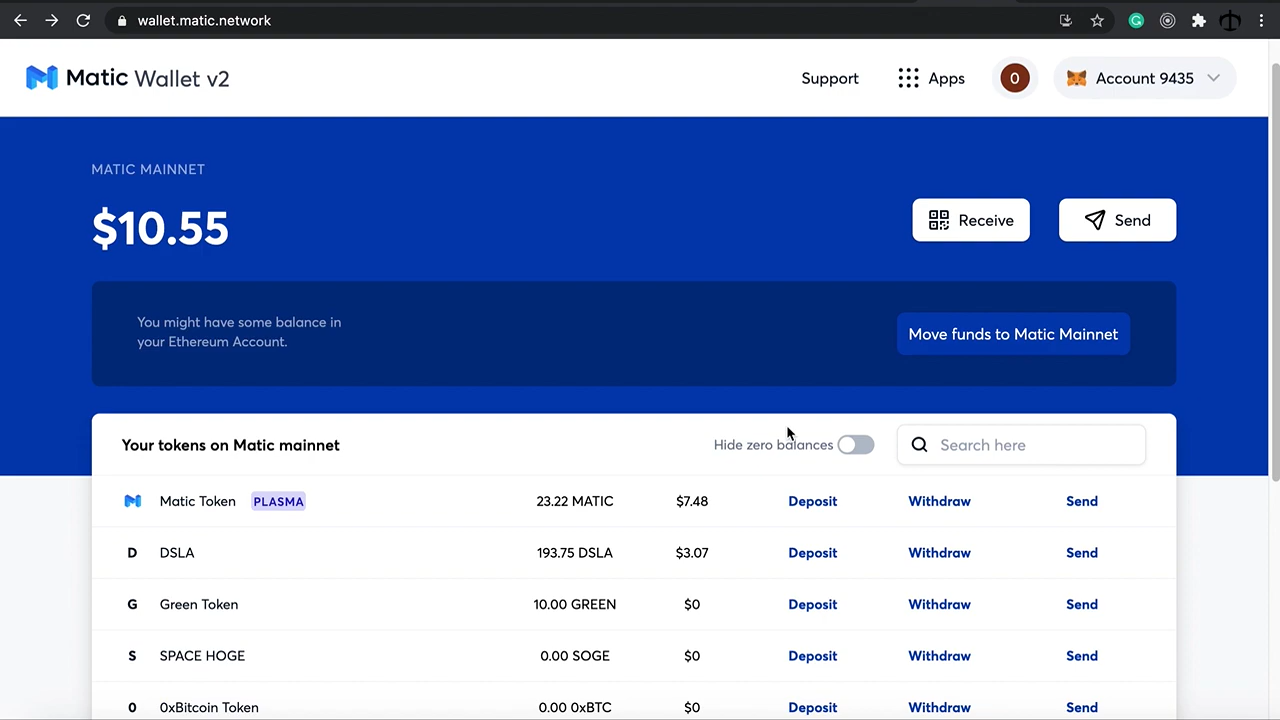 wallet.matic.network
Matic Wallet v2
Support
Apps
0
Account 9435
MATIC MAINNET
$10.55
Receive
Send
You might have some balance in
your Ethereum Account.
Move funds to Matic Mainnet
Your tokens on Matic mainnet
Hide zero balances
Search here
Matic Token PLASMA 23.22 MATIC $7.48 Deposit Withdraw Send
D DSLA 193.75 DSLA $3.07 Deposit Withdraw Send
G Green Token 10.00 GREEN $0 Deposit Withdraw Send
S SPACE HOGE 0.00 SOGE $0 Deposit Withdraw Send
0 0xBitcoin Token 0.00 0xBTC $0 Deposit Withdraw Send